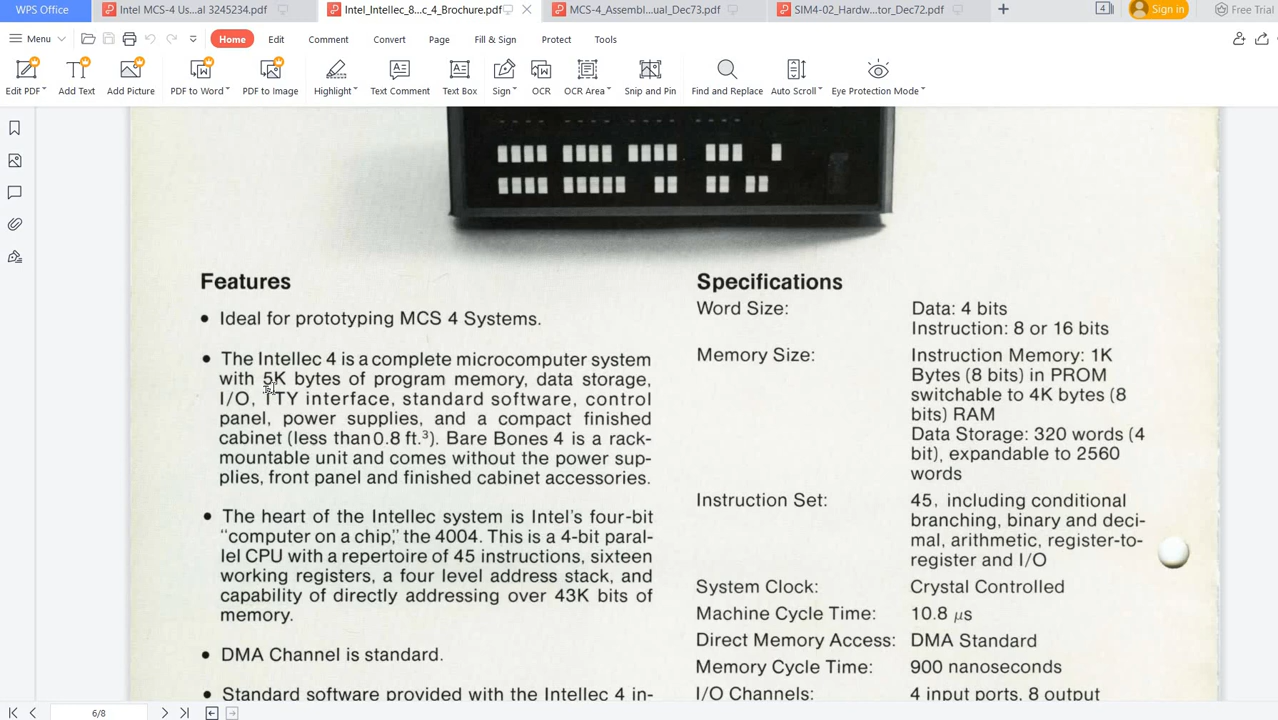 WPS Office
Intel MCS-4 Us...al 3245234.pdf
Intel_Intellec_8...c_4_Brochure.pdf
MCS-4_Assembl...ual_Dec73.pdf
SIM4-02_Hardw...tor_Dec72.pdf
4
Sign in
Free Trial
Menu
Home
Edit
Comment
Convert
Page
Fill & Sign
Protect
Tools
Edit PDF
Add Text
Add Picture
PDF to Word
PDF to Image
Highlight
Text Comment
Text Box
Sign
OCR
OCR Area
Snip and Pin
Find and Replace
Auto Scroll
Eye Protection Mode
Features
• Ideal for prototyping MCS 4 Systems.
• The Intellec 4 is a complete microcomputer system
with 5K bytes of program memory, data storage,
I/O, TTY interface, standard software, control
panel, power supplies, and a compact finished
cabinet (less than 0.8 ft.³). Bare Bones 4 is a rack-
mountable unit and comes without the power sup-
plies, front panel and finished cabinet accessories.
• The heart of the Intellec system is Intel's four-bit
“computer on a chip,” the 4004. This is a 4-bit paral-
lel CPU with a repertoire of 45 instructions, sixteen
working registers, a four level address stack, and
capability of directly addressing over 43K bits of
memory.
• DMA Channel is standard.
• Standard software provided with the Intellec 4 in-
Specifications
Word Size: Data: 4 bits
Instruction: 8 or 16 bits
Memory Size: Instruction Memory: 1K
Bytes (8 bits) in PROM
switchable to 4K bytes (8
bits) RAM
Data Storage: 320 words (4
bit), expandable to 2560
words
Instruction Set: 45, including conditional
branching, binary and deci-
mal, arithmetic, register-to-
register and I/O
System Clock: Crystal Controlled
Machine Cycle Time: 10.8 μs
Direct Memory Access: DMA Standard
Memory Cycle Time: 900 nanoseconds
I/O Channels: 4 input ports, 8 output
6/8